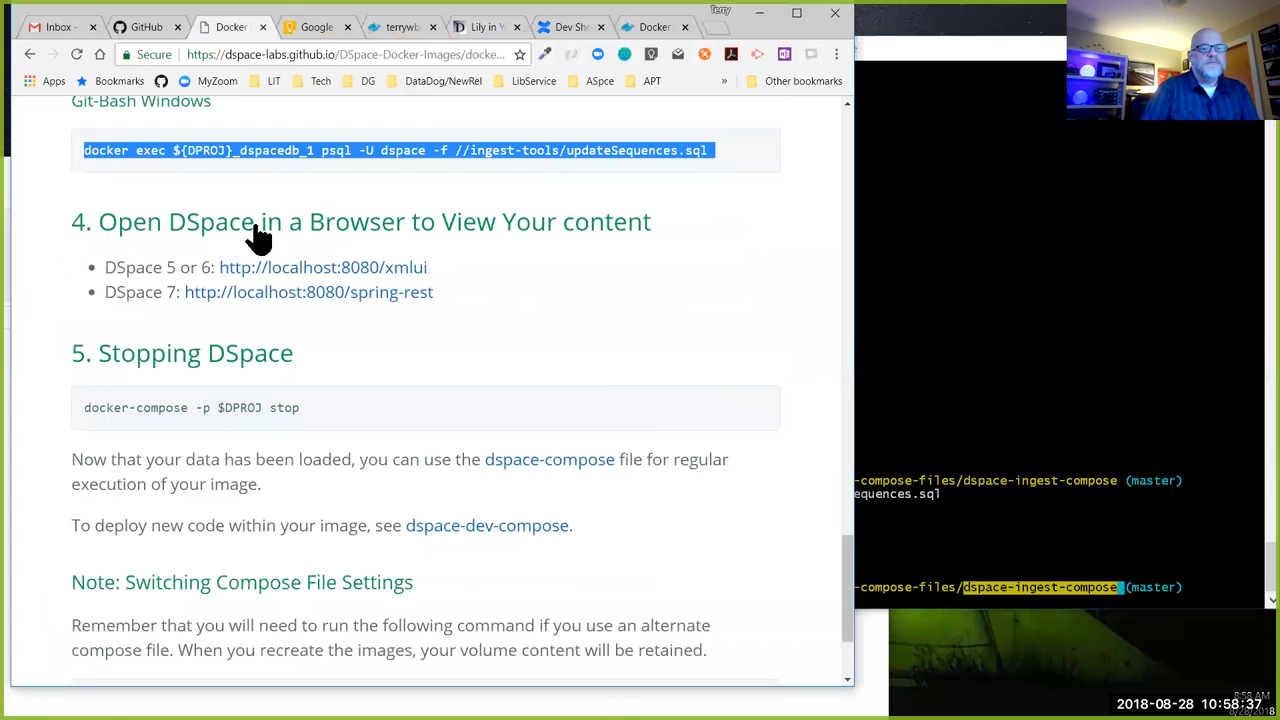 Terry
Inbox -
GitHub
Docker
Google
terrywb
Lily in Y
Dev Sh
Docker
Secure
https://dspace-labs.github.io/DSpace-Docker-Images/docke...
Apps
Bookmarks
MyZoom
LIT
Tech
DG
DataDog/NewRel
LibService
ASpce
APT
»
Other bookmarks
Git-Bash Windows
docker exec ${DPROJ}_dspacedb_1 psql -U dspace -f //ingest-tools/updateSequences.sql
4. Open DSpace in a Browser to View Your content
• DSpace 5 or 6: http://localhost:8080/xmlui
• DSpace 7: http://localhost:8080/spring-rest
5. Stopping DSpace
docker-compose -p $DPROJ stop
Now that your data has been loaded, you can use the dspace-compose file for regular
execution of your image.
To deploy new code within your image, see dspace-dev-compose.
Note: Switching Compose File Settings
Remember that you will need to run the following command if you use an alternate
compose file. When you recreate the images, your volume content will be retained.
-compose-files/dspace-ingest-compose (master)
equences.sql
-compose-files/dspace-ingest-compose (master)
8:58 AM
2018-08-28 10:58:37